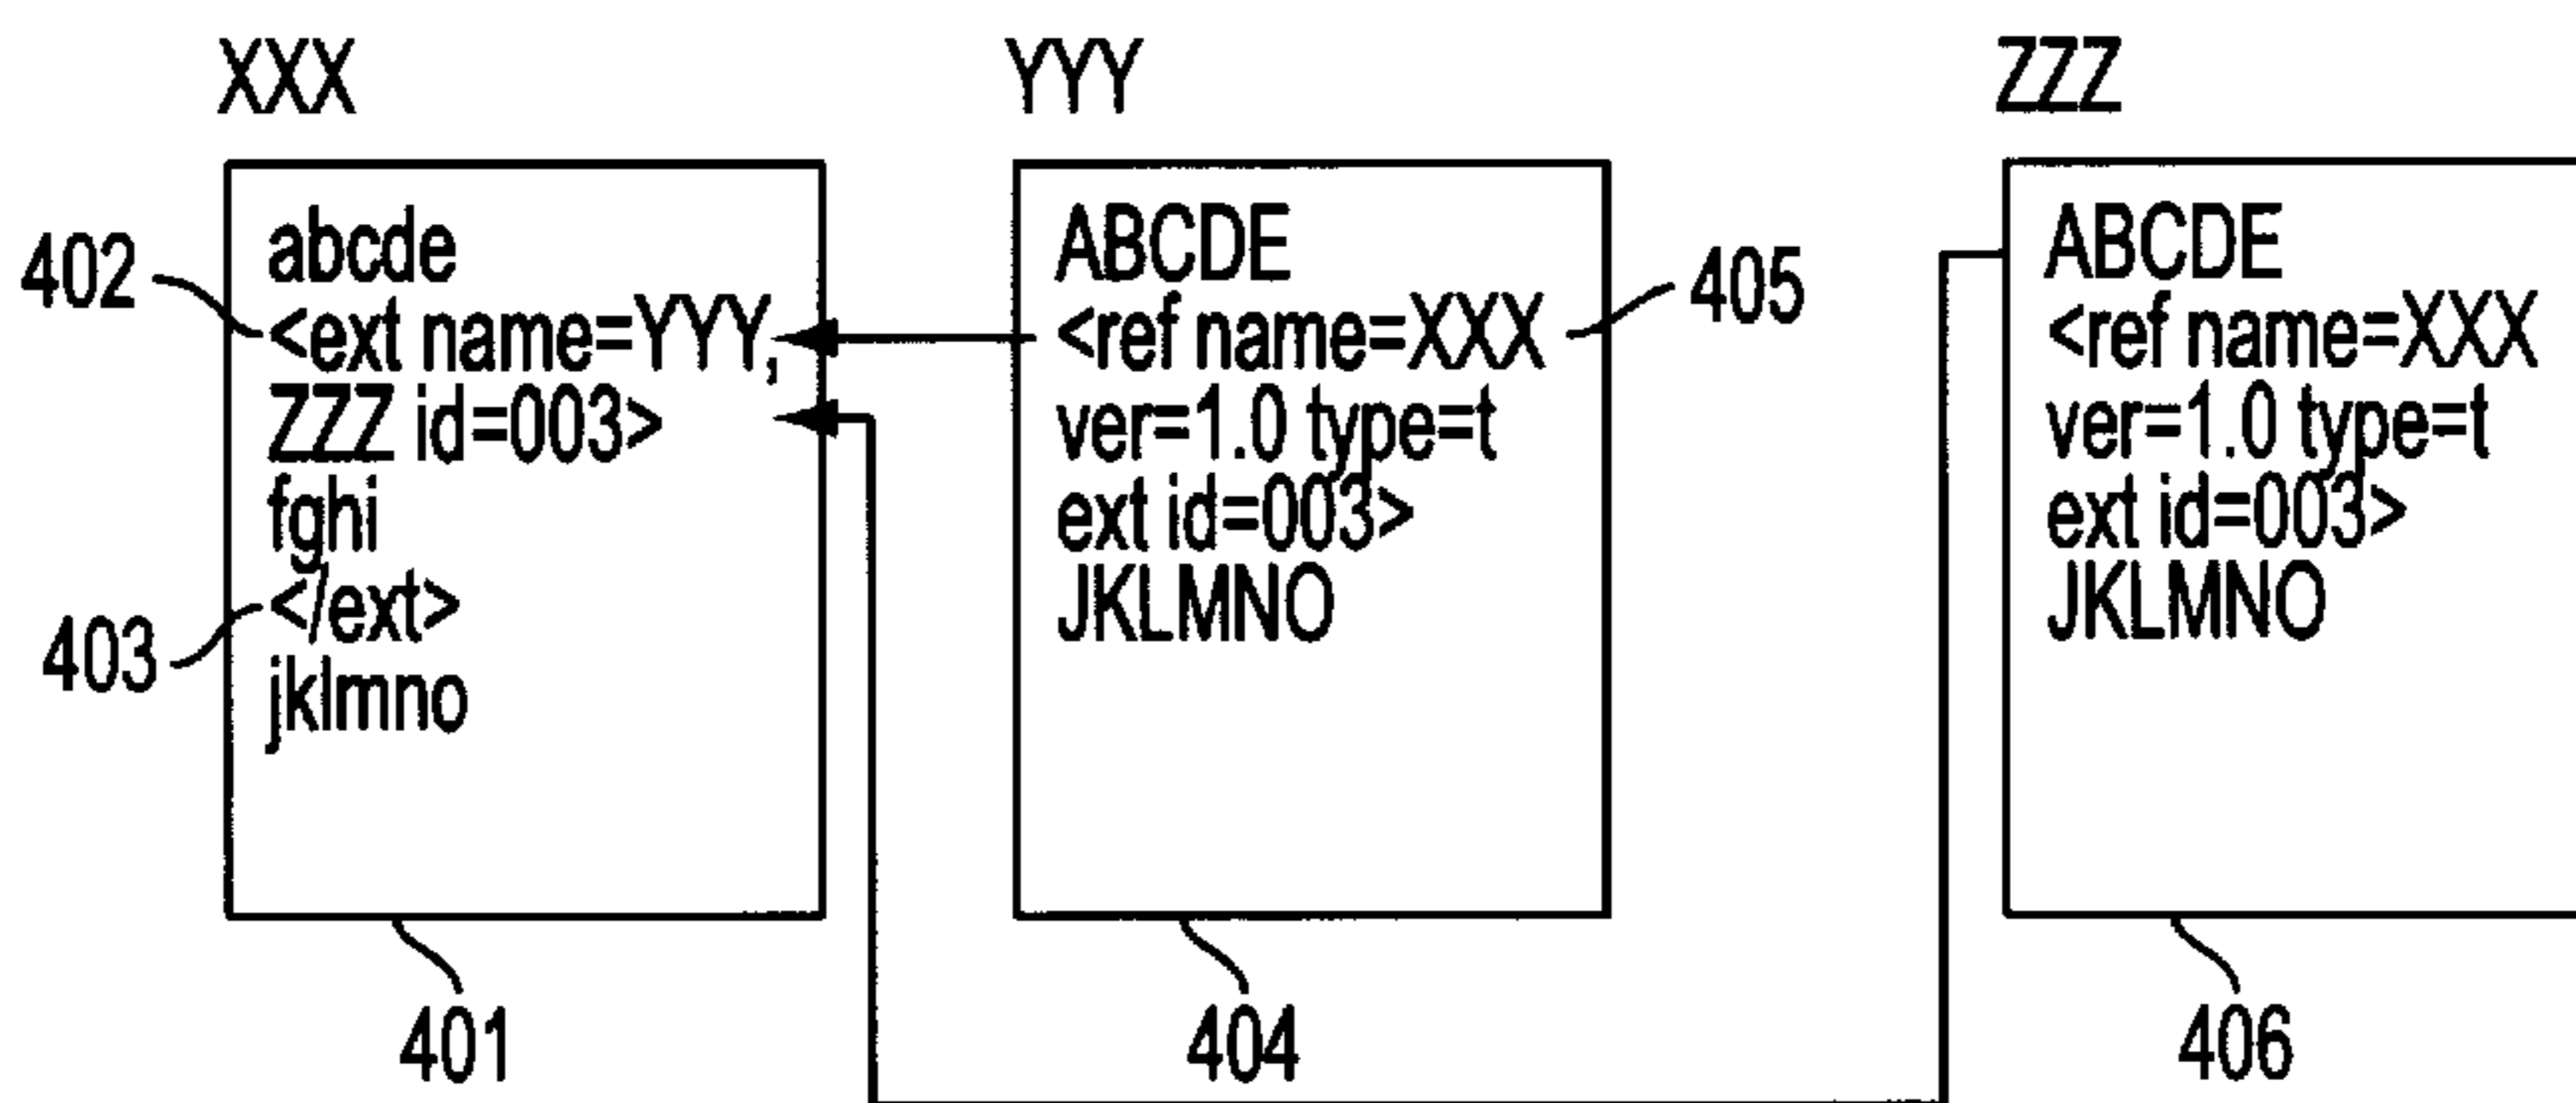 XXX
abcde
<ext name=YYY,
ZZZ id=003>
fghi
</ext>
jklmno
402
403
401
YYY
ABCDE
<ref name=XXX
ver=1.0 type=t
ext id=003>
JKLMNO
405
404
ZZZ
ABCDE
<ref name=XXX
ver=1.0 type=t
ext id=003>
JKLMNO
406